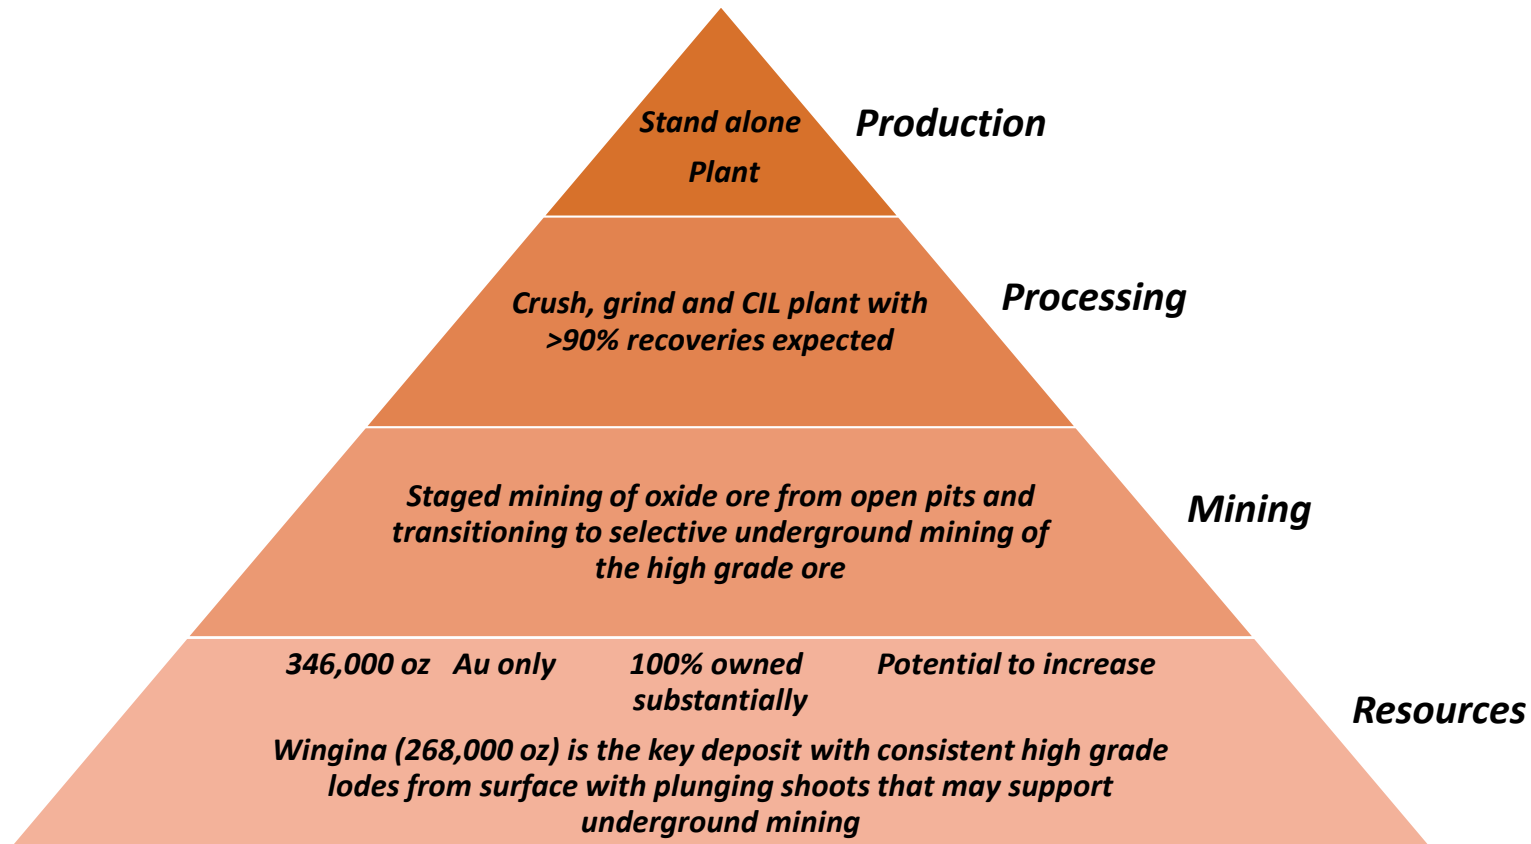 Stand alone
Plant
Production
Crush, grind and CIL plant with
>90% recoveries expected
Processing
Staged mining of oxide ore from open pits and
transitioning to selective underground mining of
the high grade ore
Mining
346,000 oz Au only 100% owned Potential to increase
substantially
Wingina (268,000 oz) is the key deposit with consistent high grade
lodes from surface with plunging shoots that may support
underground mining
Resources